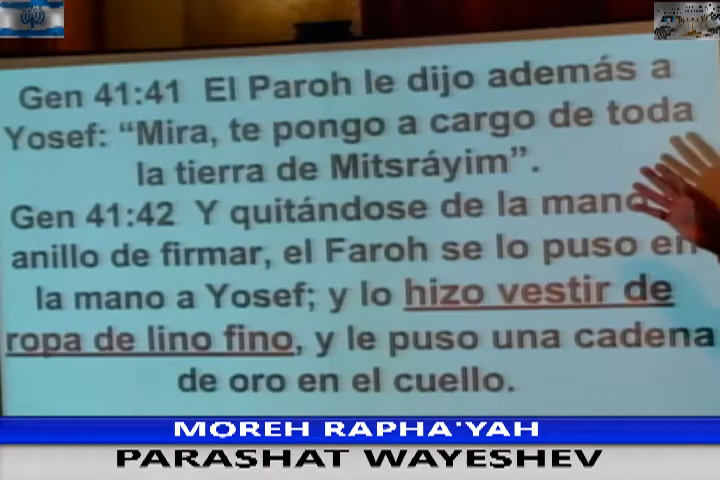 Gen 41:41 El Paroh le dijo además a
Yosef: “Mira, te pongo a cargo de toda
la tierra de Mitsráyim”.
Gen 41:42 Y quitándose de la mano
anillo de firmar, el Faroh se lo puso en
la mano a Yosef; y lo hizo vestir de
ropa de lino fino, y le puso una cadena
de oro en el cuello.
MOREH RAPHA'YAH
PARASHAT WAYESHEV